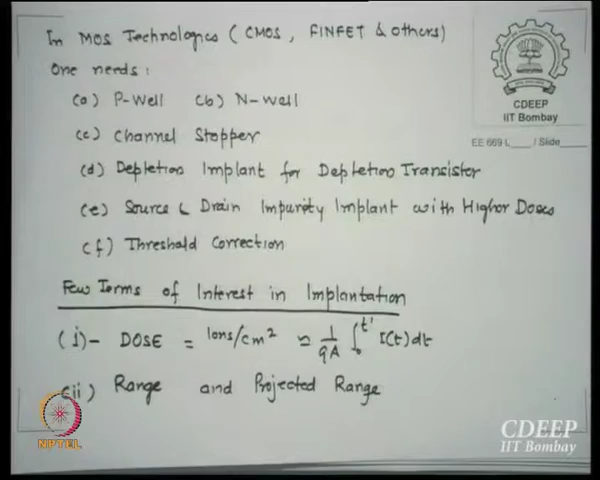 In MOS Technologies (CMOS, FINFET & others)
One needs:
(a) P-Well (b) N-well
(c) Channel Stopper
(d) Depletion Implant for Depletion Transistor
(e) Source & Drain Impurity Implant with Higher Doses
(f) Threshold Correction
Few Terms of Interest in Implantation
(i)- DOSE = Ions/cm² ≈ 1/qA ∫₀^t' I(t)dt
(ii) Range and Projected Range
CDEEP
IIT Bombay
EE 669 L____ / Slide____
NPTEL
CDEEP
IIT Bombay